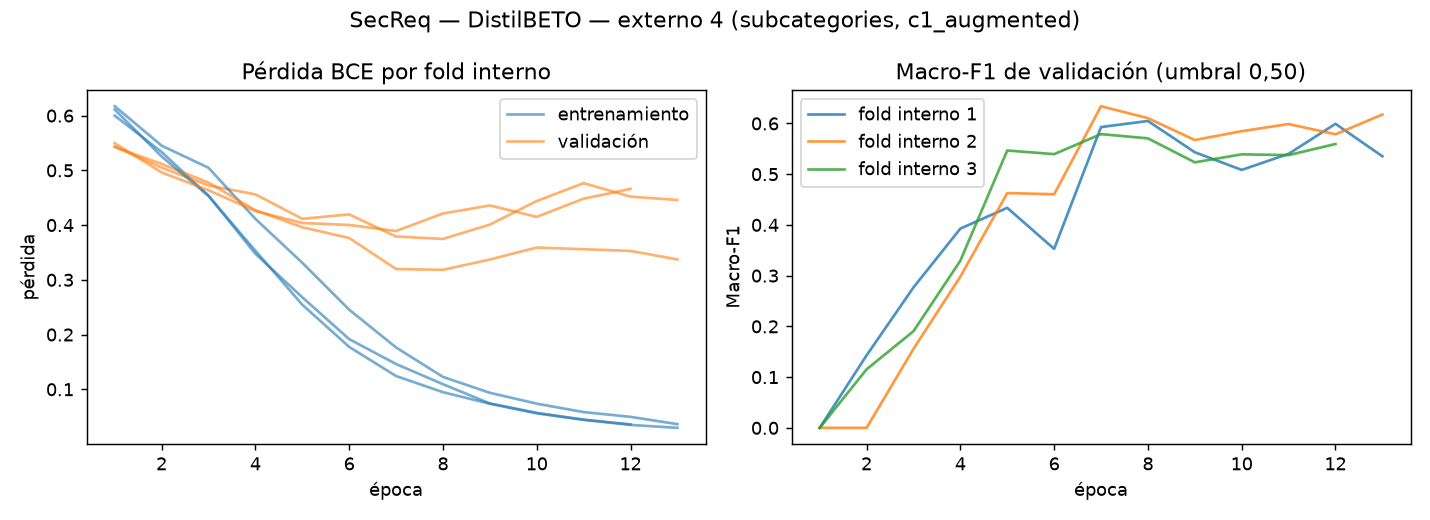 SecReq — DistilBETO — externo 4 (subcategories, c1_augmented)
Pérdida BCE por fold interno
entrenamiento
validación
0.6
0.5
0.4
0.3
0.2
0.1
pérdida
2
4
6
8
10
12
época
Macro-F1 de validación (umbral 0,50)
fold interno 1
fold interno 2
fold interno 3
0.6
0.5
0.4
0.3
0.2
0.1
0.0
Macro-F1
2
4
6
8
10
12
época